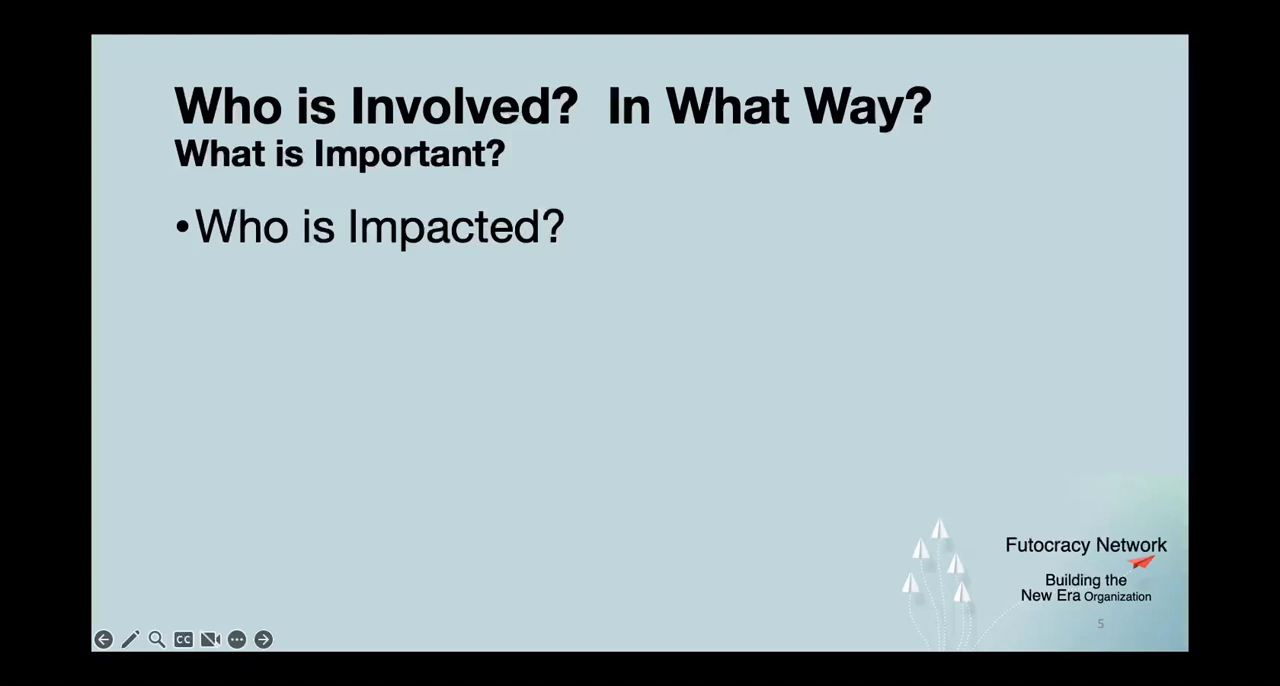 Who is Involved?  In What Way?
What is Important?
•Who is Impacted?
Futocracy Network
Building the
New Era Organization
5
CC